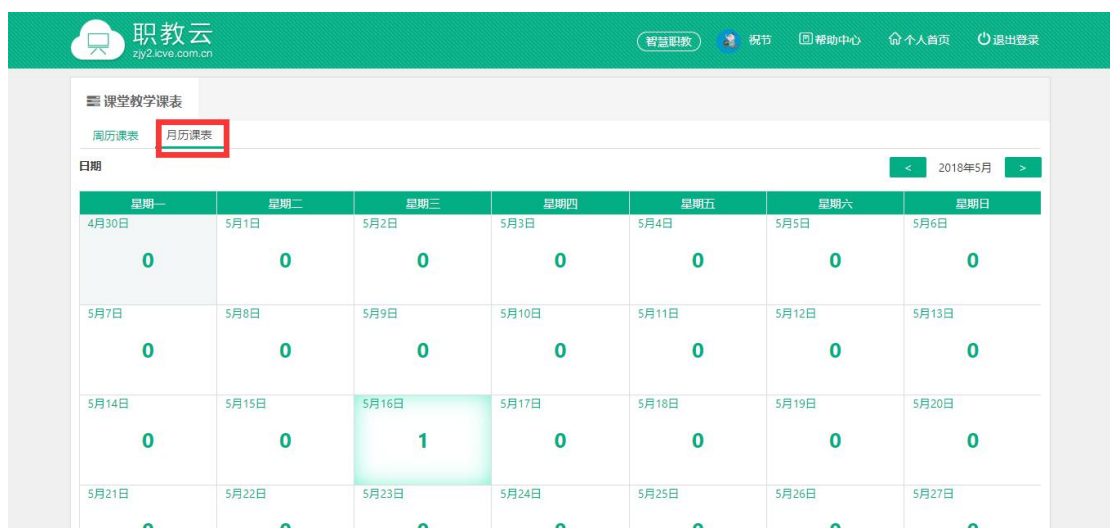 职教云
zjy2.icve.com.cn
智慧职教 祝节 帮助中心 个人首页 退出登录
课堂教学课表
周历课表 月历课表
日期 < 2018年5月 >
星期一 星期二 星期三 星期四 星期五 星期六 星期日
4月30日 5月1日 5月2日 5月3日 5月4日 5月5日 5月6日
0 0 0 0 0 0 0
5月7日 5月8日 5月9日 5月10日 5月11日 5月12日 5月13日
0 0 0 0 0 0 0
5月14日 5月15日 5月16日 5月17日 5月18日 5月19日 5月20日
0 0 1 0 0 0 0
5月21日 5月22日 5月23日 5月24日 5月25日 5月26日 5月27日